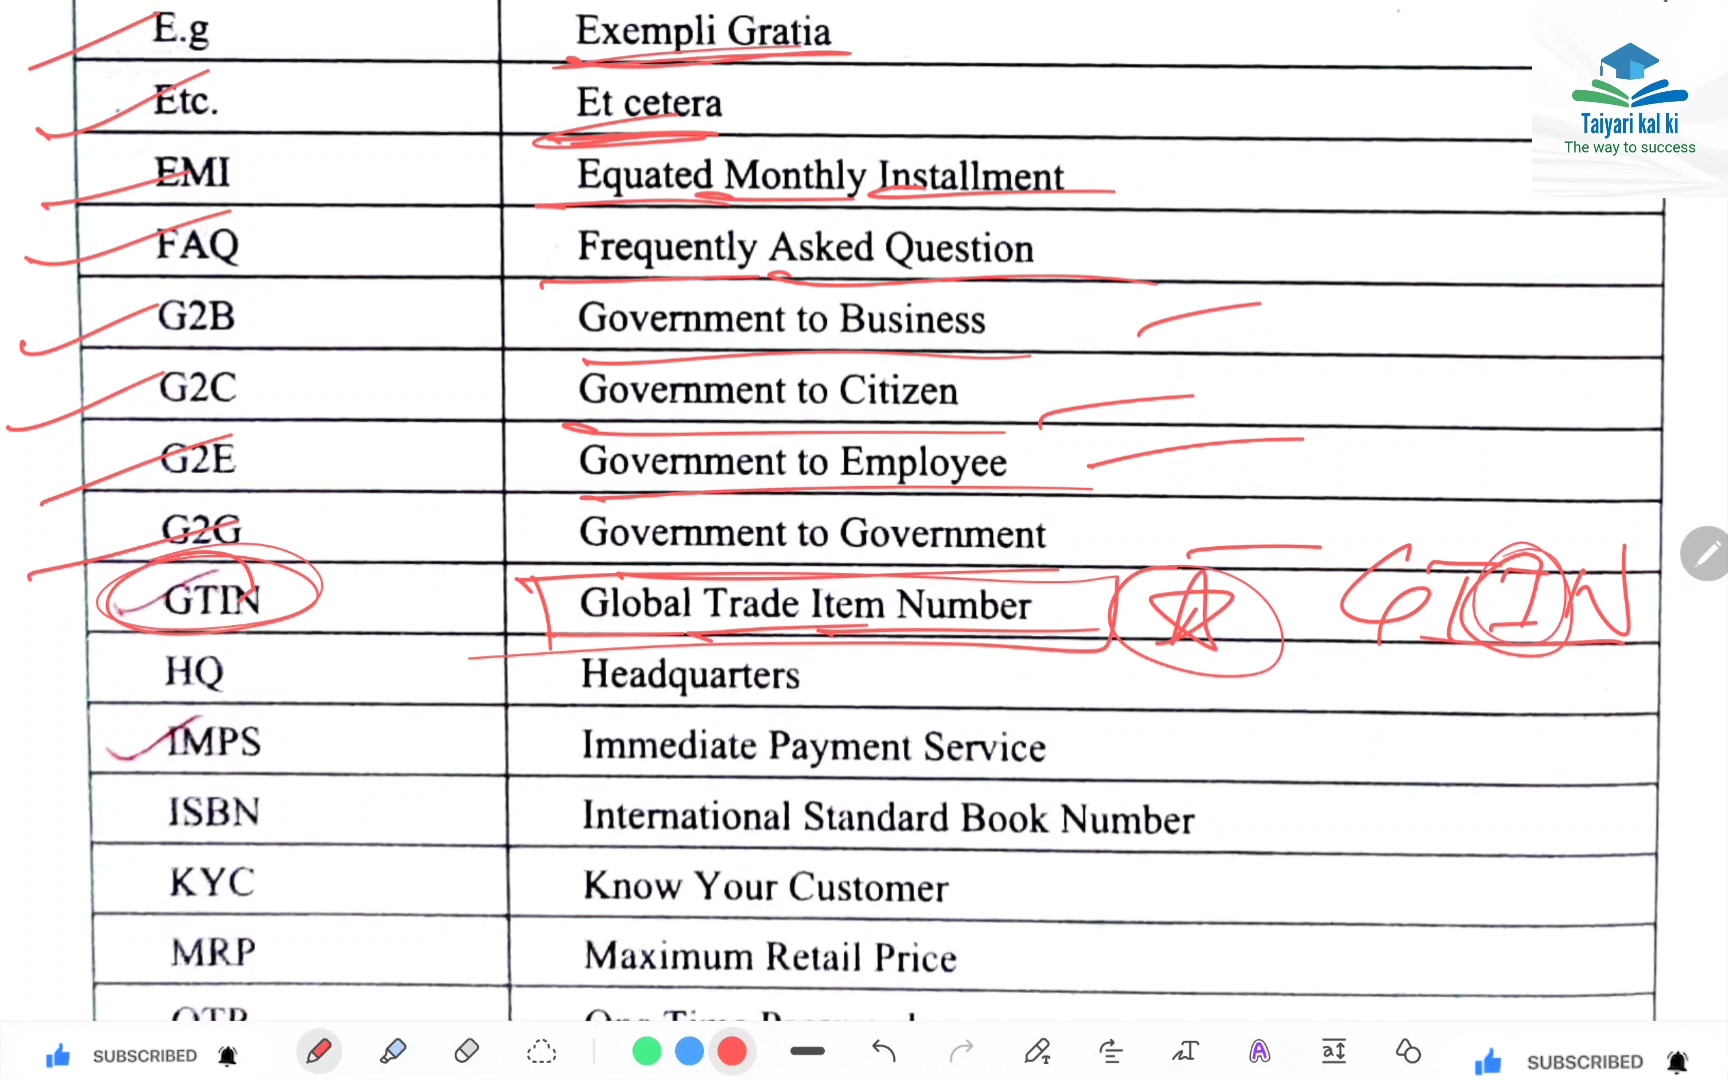 E.g Exempli Gratia
Etc. Et cetera
EMI Equated Monthly Installment
FAQ Frequently Asked Question
G2B Government to Business
G2C Government to Citizen
G2E Government to Employee
G2G Government to Government
GTIN Global Trade Item Number GTIN
HQ Headquarters
IMPS Immediate Payment Service
ISBN International Standard Book Number
KYC Know Your Customer
MRP Maximum Retail Price
Taiyari kal ki
The way to success
SUBSCRIBED
SUBSCRIBED